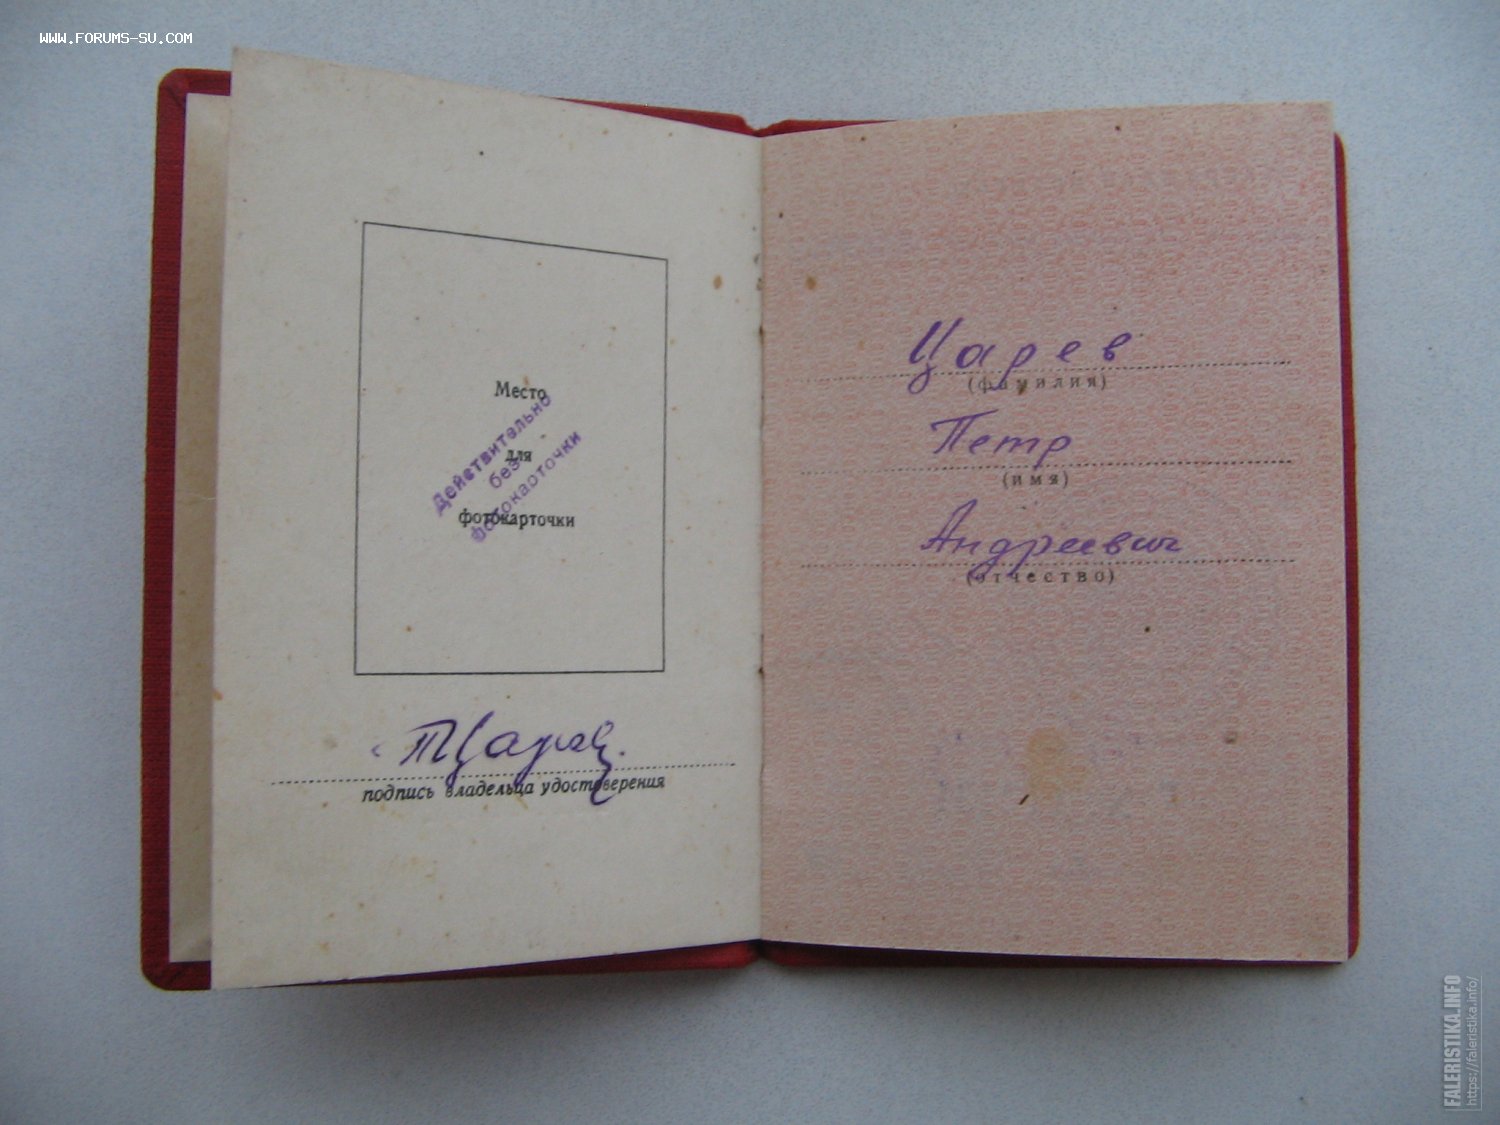 WWW.FORUMS-SU.COM
Место
для
фотокарточки
Действительно
без
фотокарточки
подпись владельца удостоверения
Царев
(фамилия)
Петр
(имя)
Андреевич
(отчество)
FALERISTIKA.INFO
https://faleristika.info/